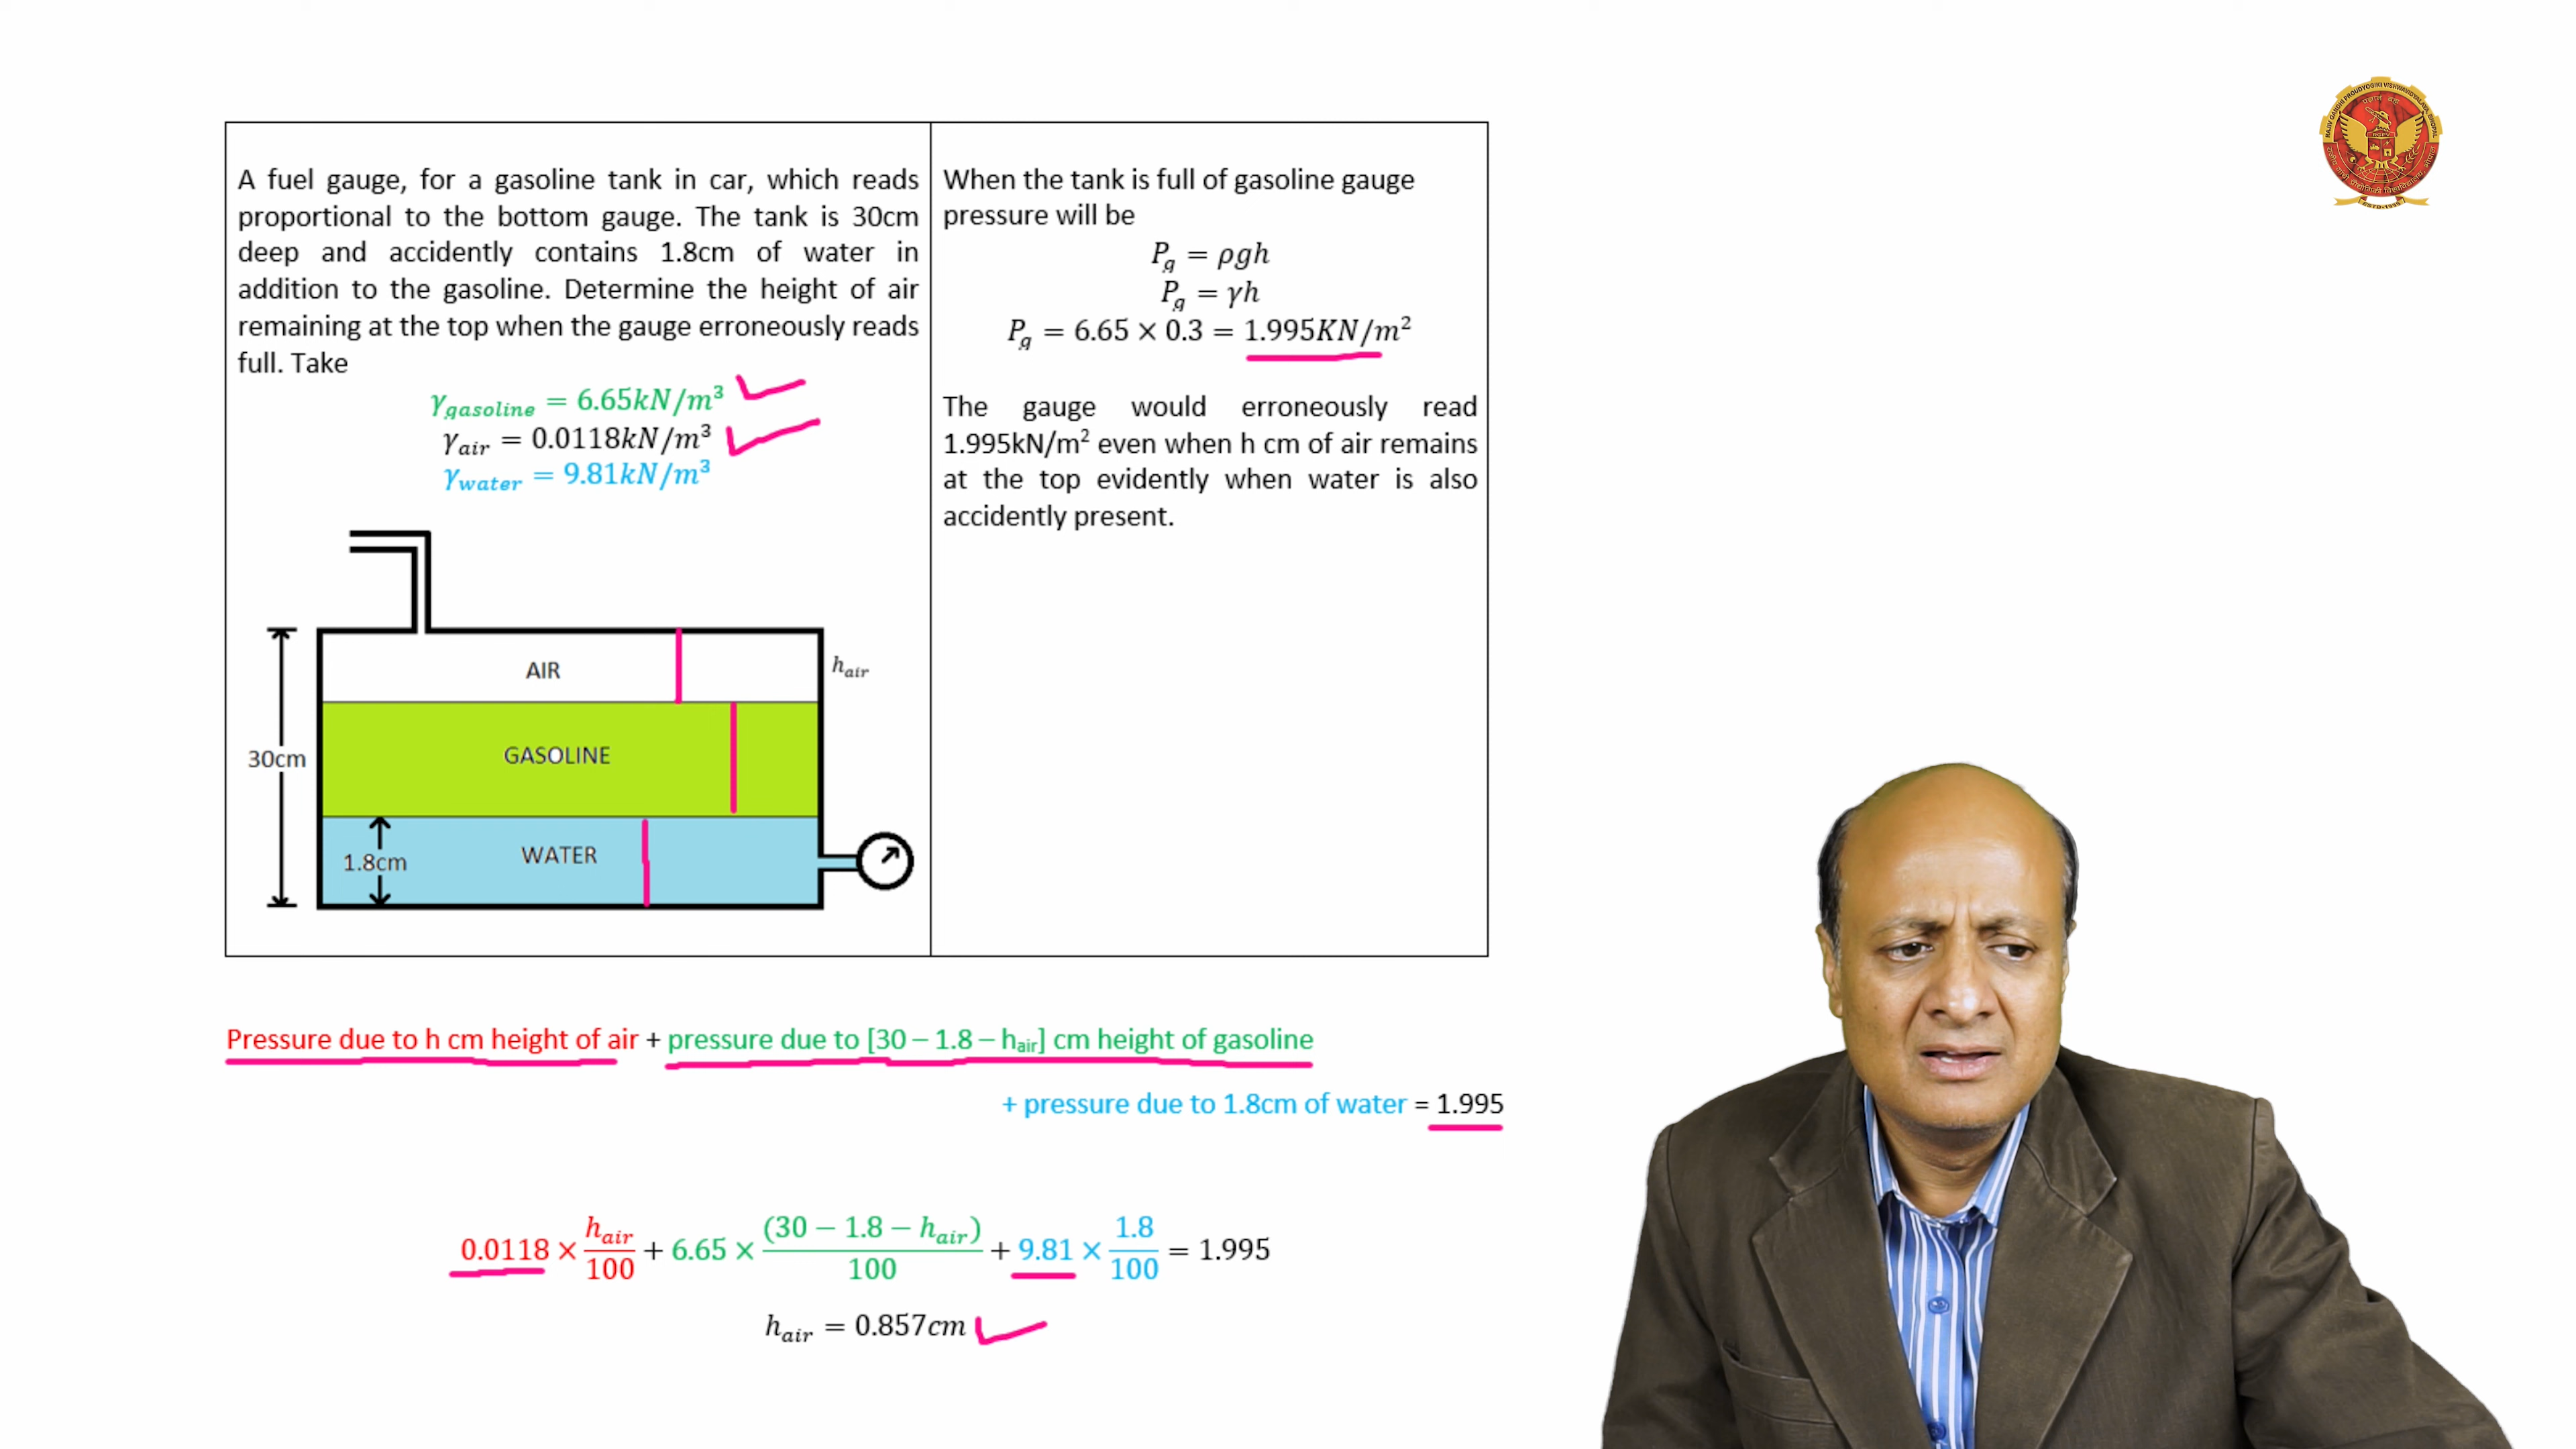 A fuel gauge, for a gasoline tank in car, which reads
proportional to the bottom gauge. The tank is 30cm
deep and accidently contains 1.8cm of water in
addition to the gasoline. Determine the height of air
remaining at the top when the gauge erroneously reads
full. Take
γgasoline = 6.65kN/m³
γair = 0.0118kN/m³
γwater = 9.81kN/m³
AIR
hair
GASOLINE
30cm
WATER
1.8cm
When the tank is full of gasoline gauge
pressure will be
Pg = ρgh
Pg = γh
Pg = 6.65 × 0.3 = 1.995KN/m²
The gauge would erroneously read
1.995kN/m² even when h cm of air remains
at the top evidently when water is also
accidently present.
Pressure due to h cm height of air + pressure due to [30 – 1.8 – hair] cm height of gasoline
+ pressure due to 1.8cm of water = 1.995
0.0118 × hair/100 + 6.65 × (30 − 1.8 − hair)/100 + 9.81 × 1.8/100 = 1.995
hair = 0.857cm